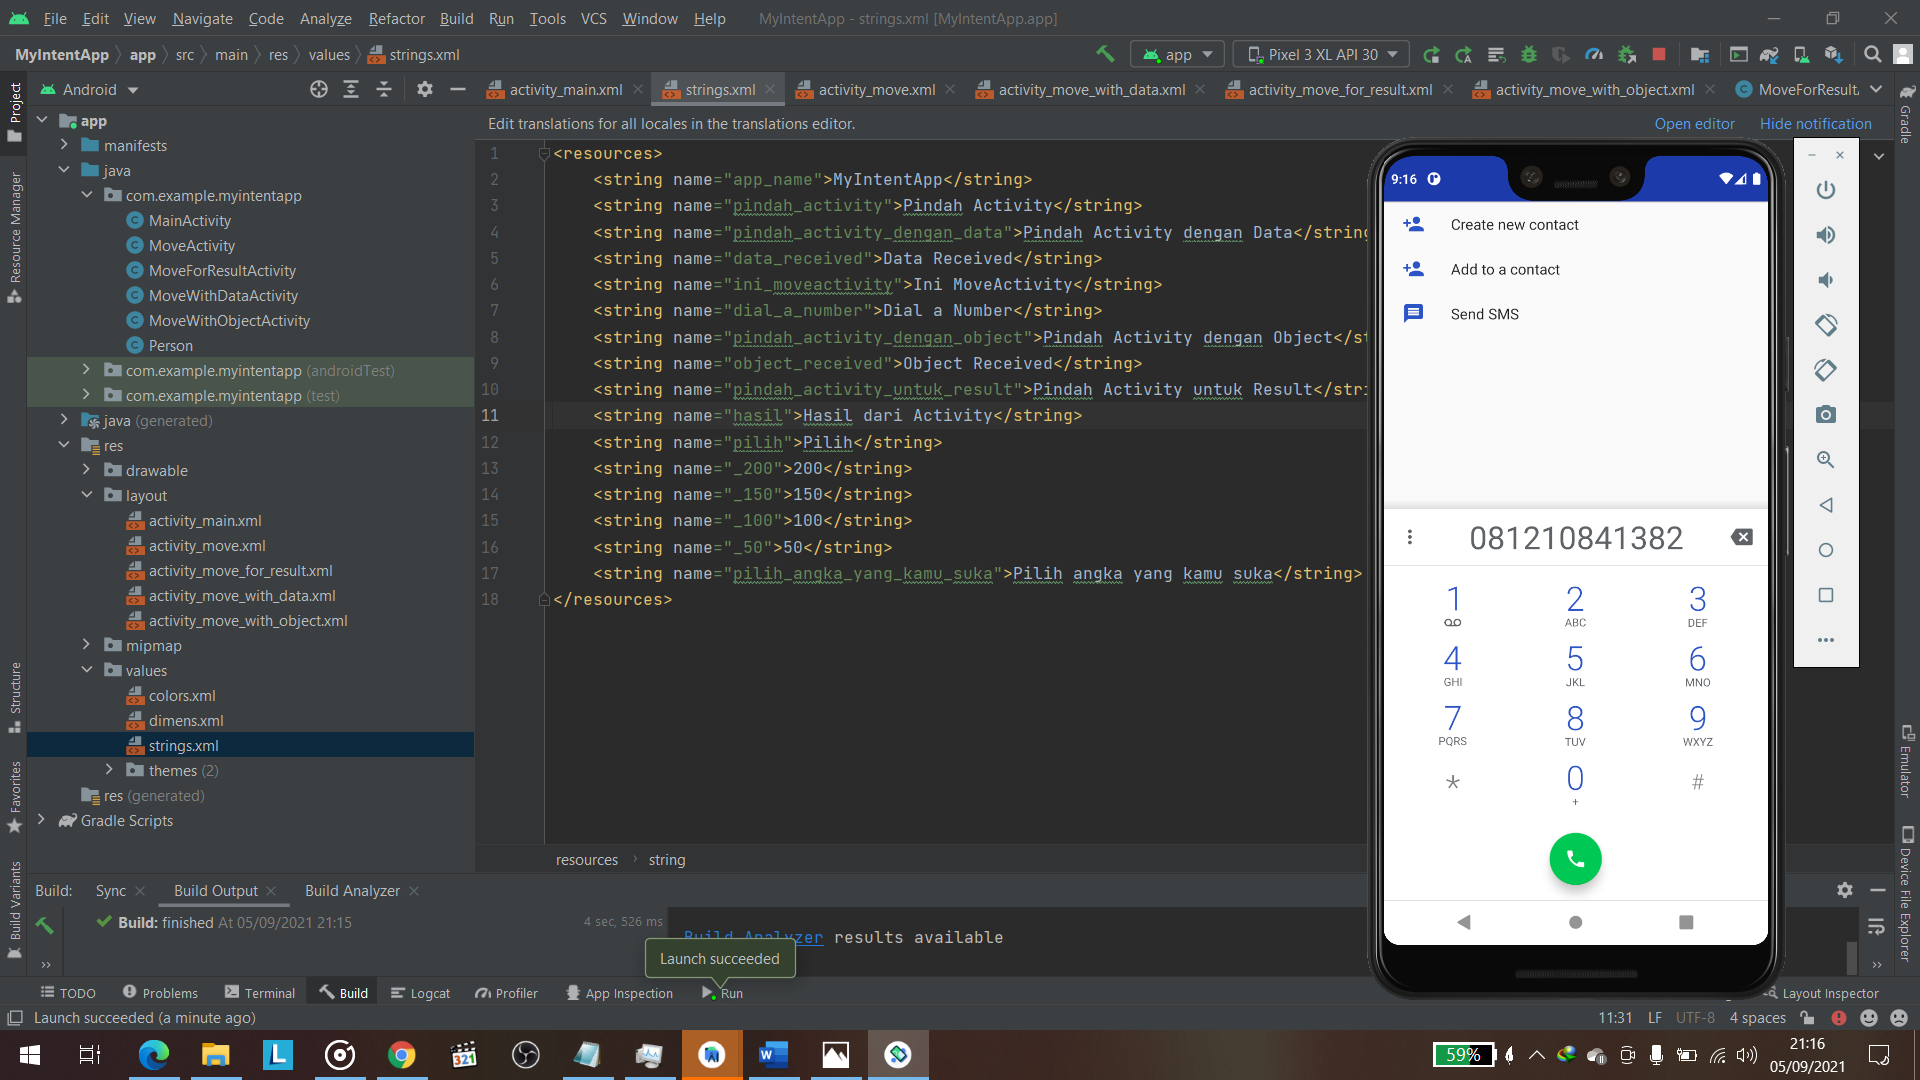 File Edit View Navigate Code Analyze Refactor Build Run Tools VCS Window Help MyIntentApp - strings.xml [MyIntentApp.app]
MyIntentApp app src main res values strings.xml app Pixel 3 XL API 30
Project
Resource Manager
Structure
Favorites
Build Variants
Android
app
manifests
java
com.example.myintentapp
MainActivity
MoveActivity
MoveForResultActivity
MoveWithDataActivity
MoveWithObjectActivity
Person
com.example.myintentapp (androidTest)
com.example.myintentapp (test)
java (generated)
res
drawable
layout
activity_main.xml
activity_move.xml
activity_move_for_result.xml
activity_move_with_data.xml
activity_move_with_object.xml
mipmap
values
colors.xml
dimens.xml
strings.xml
themes (2)
res (generated)
Gradle Scripts
activity_main.xml strings.xml activity_move.xml activity_move_with_data.xml activity_move_for_result.xml activity_move_with_object.xml MoveForResult
Edit translations for all locales in the translations editor. Open editor Hide notification
1 <resources>
2 <string name="app_name">MyIntentApp</string>
3 <string name="pindah_activity">Pindah Activity</string>
4 <string name="pindah_activity_dengan_data">Pindah Activity dengan Data</string
5 <string name="data_received">Data Received</string>
6 <string name="ini_moveactivity">Ini MoveActivity</string>
7 <string name="dial_a_number">Dial a Number</string>
8 <string name="pindah_activity_dengan_object">Pindah Activity dengan Object</st
9 <string name="object_received">Object Received</string>
10 <string name="pindah_activity_untuk_result">Pindah Activity untuk Result</stri
11 <string name="hasil">Hasil dari Activity</string>
12 <string name="pilih">Pilih</string>
13 <string name="_200">200</string>
14 <string name="_150">150</string>
15 <string name="_100">100</string>
16 <string name="_50">50</string>
17 <string name="pilih_angka_yang_kamu_suka">Pilih angka yang kamu suka</string>
18 </resources>
resources string
9:16
Create new contact
Add to a contact
Send SMS
081210841382
1 2 3
ABC DEF
4 5 6
GHI JKL MNO
7 8 9
PQRS TUV WXYZ
* 0 #
+
Gradle
Emulator
Device File Explorer
Build: Sync Build Output Build Analyzer
Build: finished At 05/09/2021 21:15 4 sec, 526 ms
Build Analyzer results available
Launch succeeded
TODO Problems Terminal Build Logcat Profiler App Inspection Run Layout Inspector
Launch succeeded (a minute ago) 11:31 LF UTF-8 4 spaces
L 321 W 59% 21:16
05/09/2021